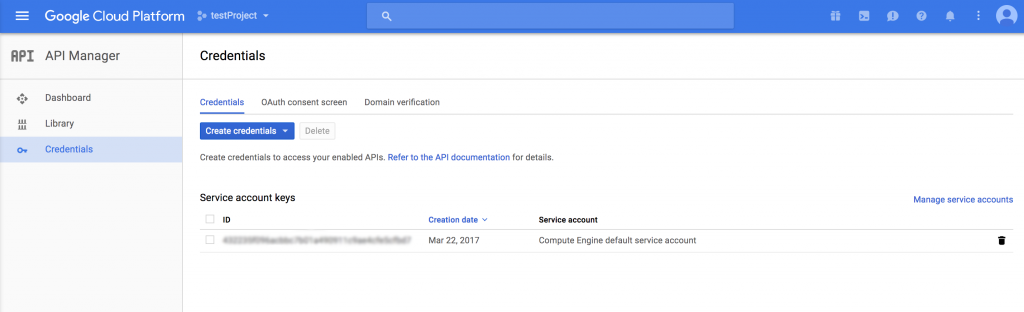 Google Cloud Platform testProject
API API Manager
Credentials
Dashboard
Library
Credentials
Credentials OAuth consent screen Domain verification
Create credentials Delete
Create credentials to access your enabled APIs. Refer to the API documentation for details.
Service account keys
Manage service accounts
ID Creation date Service account
Mar 22, 2017 Compute Engine default service account